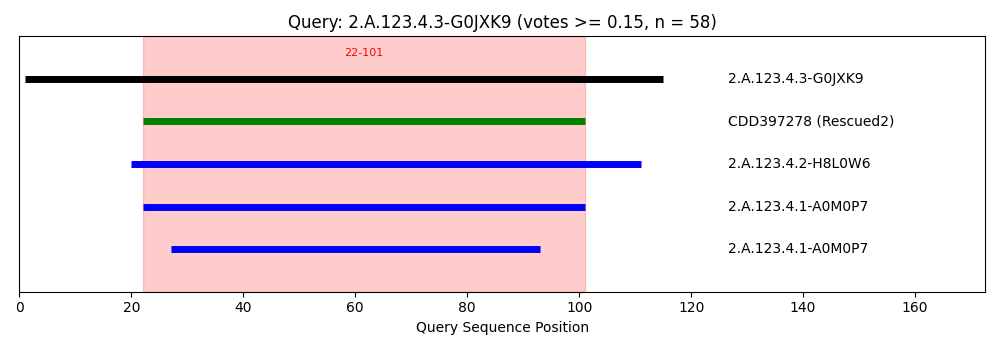 Query: 2.A.123.4.3-G0JXK9 (votes >= 0.15, n = 58)
22-101
2.A.123.4.3-G0JXK9
CDD397278 (Rescued2)
2.A.123.4.2-H8L0W6
2.A.123.4.1-A0M0P7
2.A.123.4.1-A0M0P7
0 20 40 60 80 100 120 140 160
Query Sequence Position